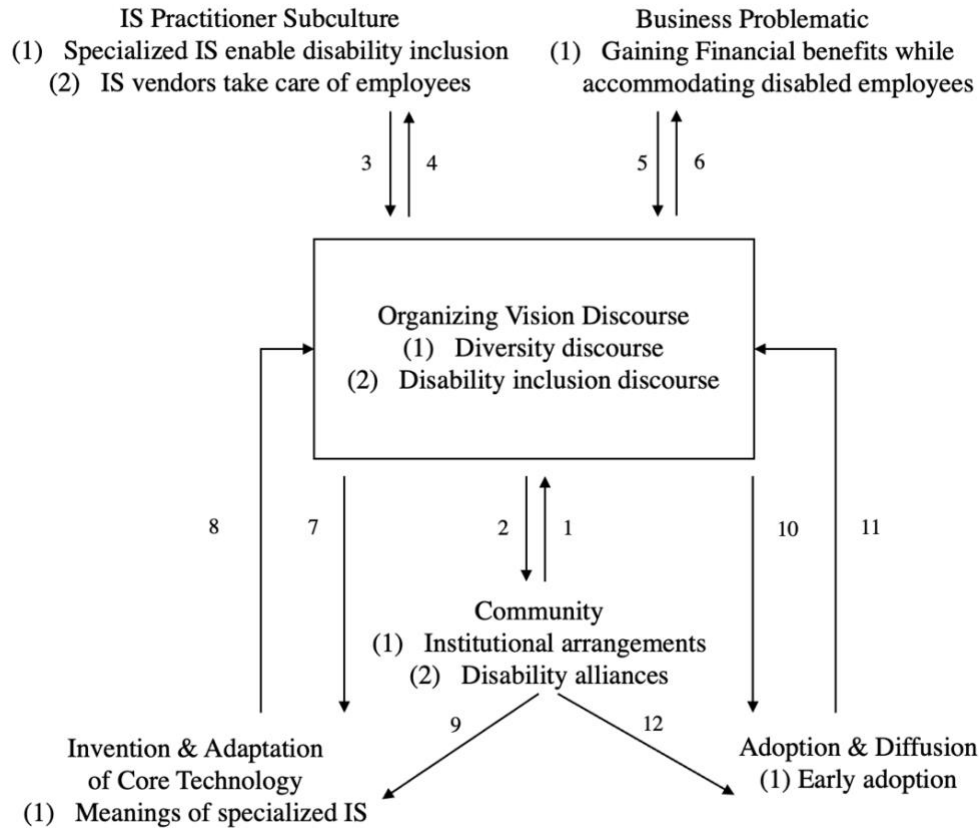 IS Practitioner Subculture
(1) Specialized IS enable disability inclusion
(2) IS vendors take care of employees
Business Problematic
(1) Gaining Financial benefits while
accommodating disabled employees
3
4
5
6
Organizing Vision Discourse
(1) Diversity discourse
(2) Disability inclusion discourse
8
7
2
1
10
11
Community
(1) Institutional arrangements
(2) Disability alliances
9
12
Invention & Adaptation
of Core Technology
(1) Meanings of specialized IS
Adoption & Diffusion
(1) Early adoption